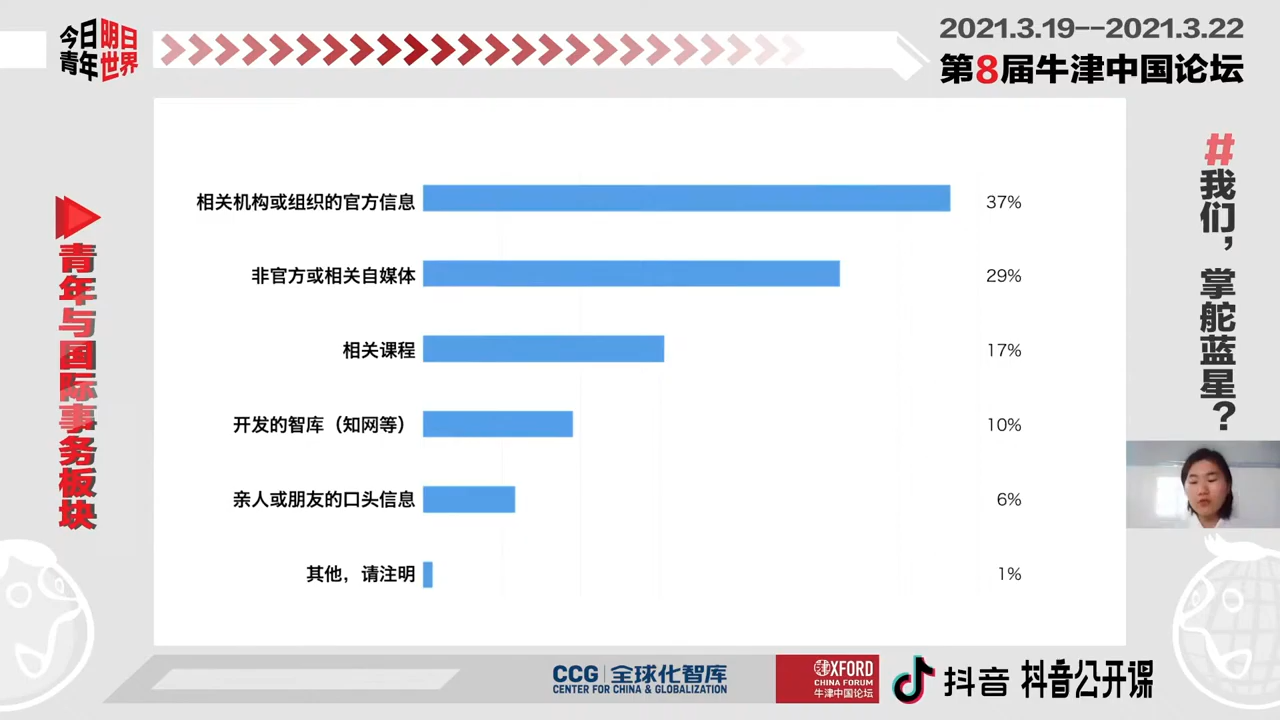 今日明日
青年世界
2021.3.19--2021.3.22
第8届牛津中国论坛
#我们，掌舵蓝星？
青年与国际事务板块
相关机构或组织的官方信息
37%
非官方或相关自媒体
29%
相关课程
17%
开发的智库（知网等）
10%
亲人或朋友的口头信息
6%
其他，请注明
1%
CCG 全球化智库
CENTER FOR CHINA & GLOBALIZATION
津XFORD
CHINA FORUM
牛津中国论坛
抖音 抖音公开课